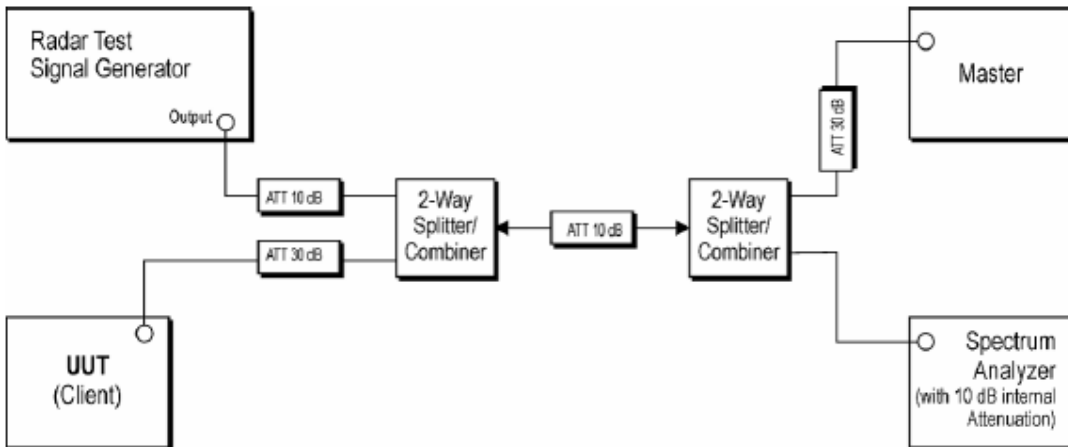 Radar Test
Signal Generator
Output
ATT 10 dB
ATT 30 dB
2-Way
Splitter/
Combiner
ATT 10 dB
2-Way
Splitter/
Combiner
ATT 30 dB
Master
UUT
(Client)
Spectrum
Analyzer
(with 10 dB internal
Attenuation)